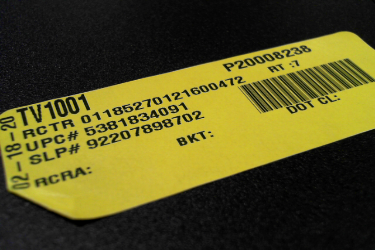 P20008238
TV1001 RT :7
RCTR 01185270121600472
UPC# 5381834091
SLP# 92207898702
BKT: DOT CL:
RCRA:
02-18-20